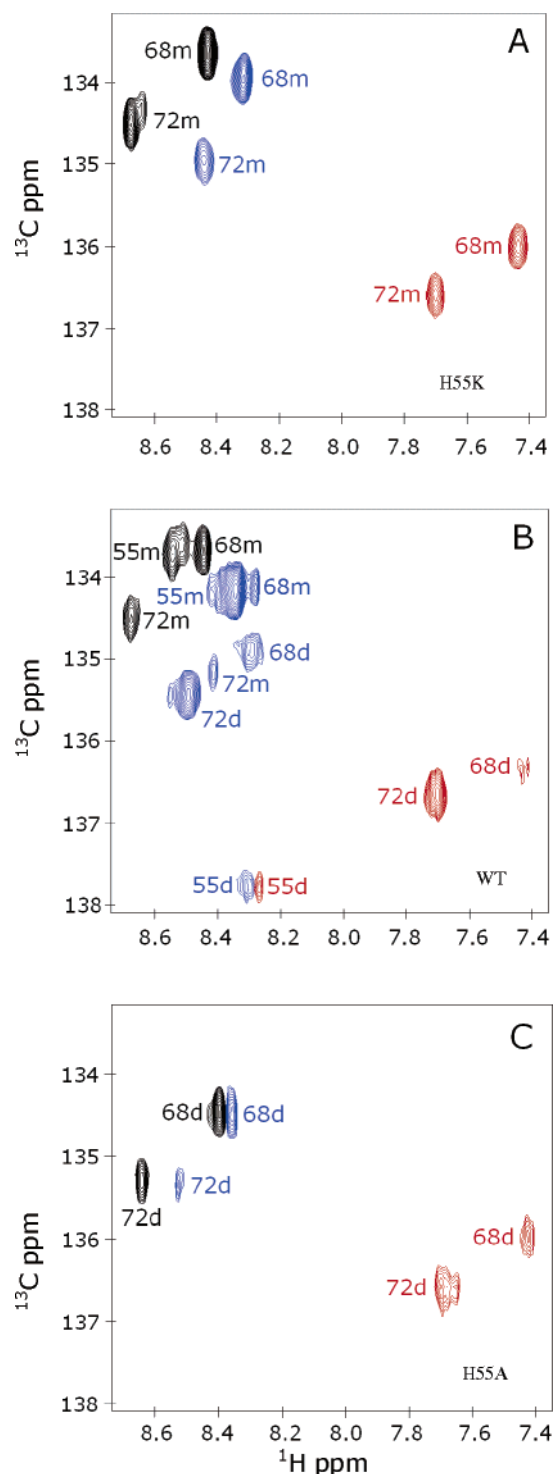 A
68m
68m
134
72m
72m
135
¹³C ppm
136
68m
72m
137
H55K
138
8.6 8.4 8.2 8.0 7.8 7.6 7.4
B
55m 68m
134
55m 68m
72m
68d
135
72m
72d
¹³C ppm
136
68d
72d
137
WT
55d 55d
138
8.6 8.4 8.2 8.0 7.8 7.6 7.4
C
134
68d 68d
135
72d
72d
¹³C ppm
136
68d
72d
137
H55A
138
8.6 8.4 8.2 8.0 7.8 7.6 7.4
¹H ppm